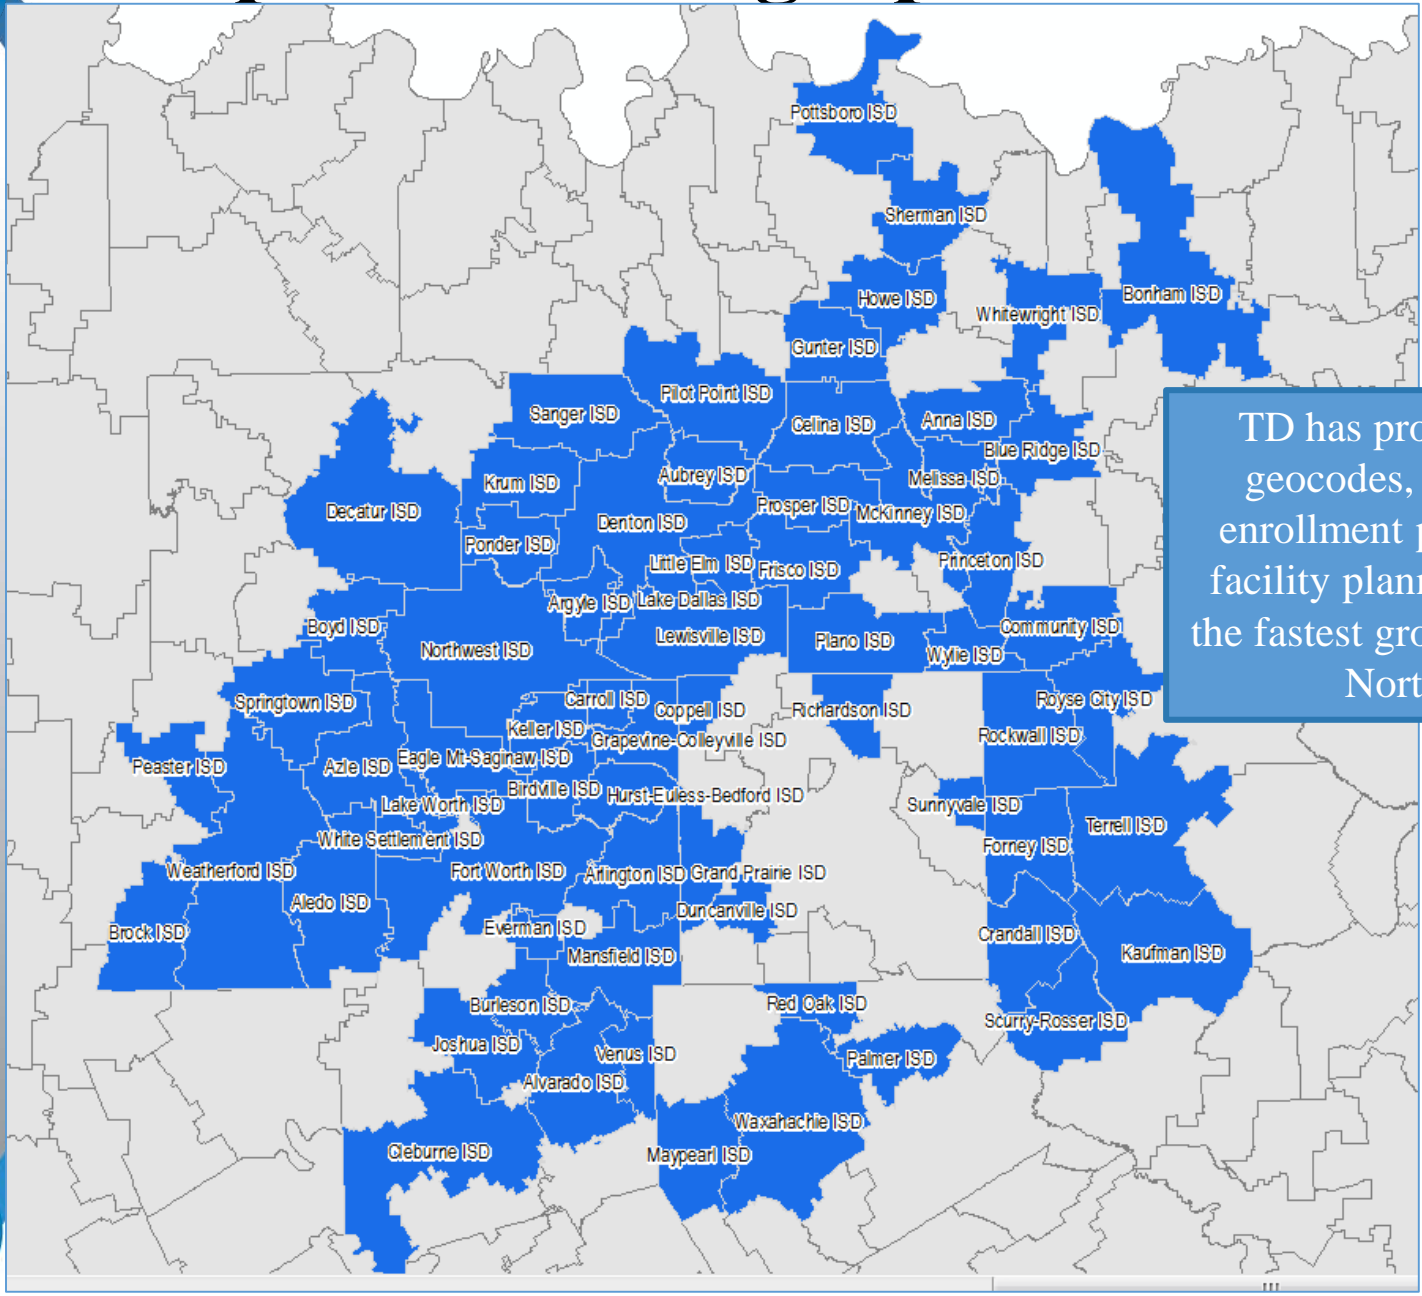 Pottsboro ISD
Sherman ISD
Howe ISD
Bonham ISD
Whitewright ISD
Gunter ISD
Pilot Point ISD
Sanger ISD
Celina ISD
Anna ISD
Blue Ridge ISD
Aubrey ISD
Melissa ISD
Krum ISD
Decatur ISD
Prosper ISD
McKinney ISD
Denton ISD
Ponder ISD
Princeton ISD
Little Elm ISD
Frisco ISD
Argyle ISD
Lake Dallas ISD
Boyd ISD
Community ISD
Lewisville ISD
Plano ISD
Northwest ISD
Wylie ISD
Springtown ISD
Carroll ISD
Coppell ISD
Richardson ISD
Royse City ISD
Keller ISD
Rockwall ISD
Grapevine-Colleyville ISD
Eagle Mt-Saginaw ISD
Peaster ISD
Azle ISD
Birdville ISD
Hurst-Euless-Bedford ISD
Lake Worth ISD
Sunnyvale ISD
Terrell ISD
White Settlement ISD
Forney ISD
Weatherford ISD
Fort Worth ISD
Arlington ISD
Grand Prairie ISD
Aledo ISD
Duncanville ISD
Everman ISD
Brock ISD
Crandall ISD
Mansfield ISD
Kaufman ISD
Burleson ISD
Red Oak ISD
Scurry-Rosser ISD
Joshua ISD
Venus ISD
Palmer ISD
Alvarado ISD
Waxahachie ISD
Cleburne ISD
Maypearl ISD
TD has pro
geocodes,
enrollment
facility plann
the fastest gro
Nort